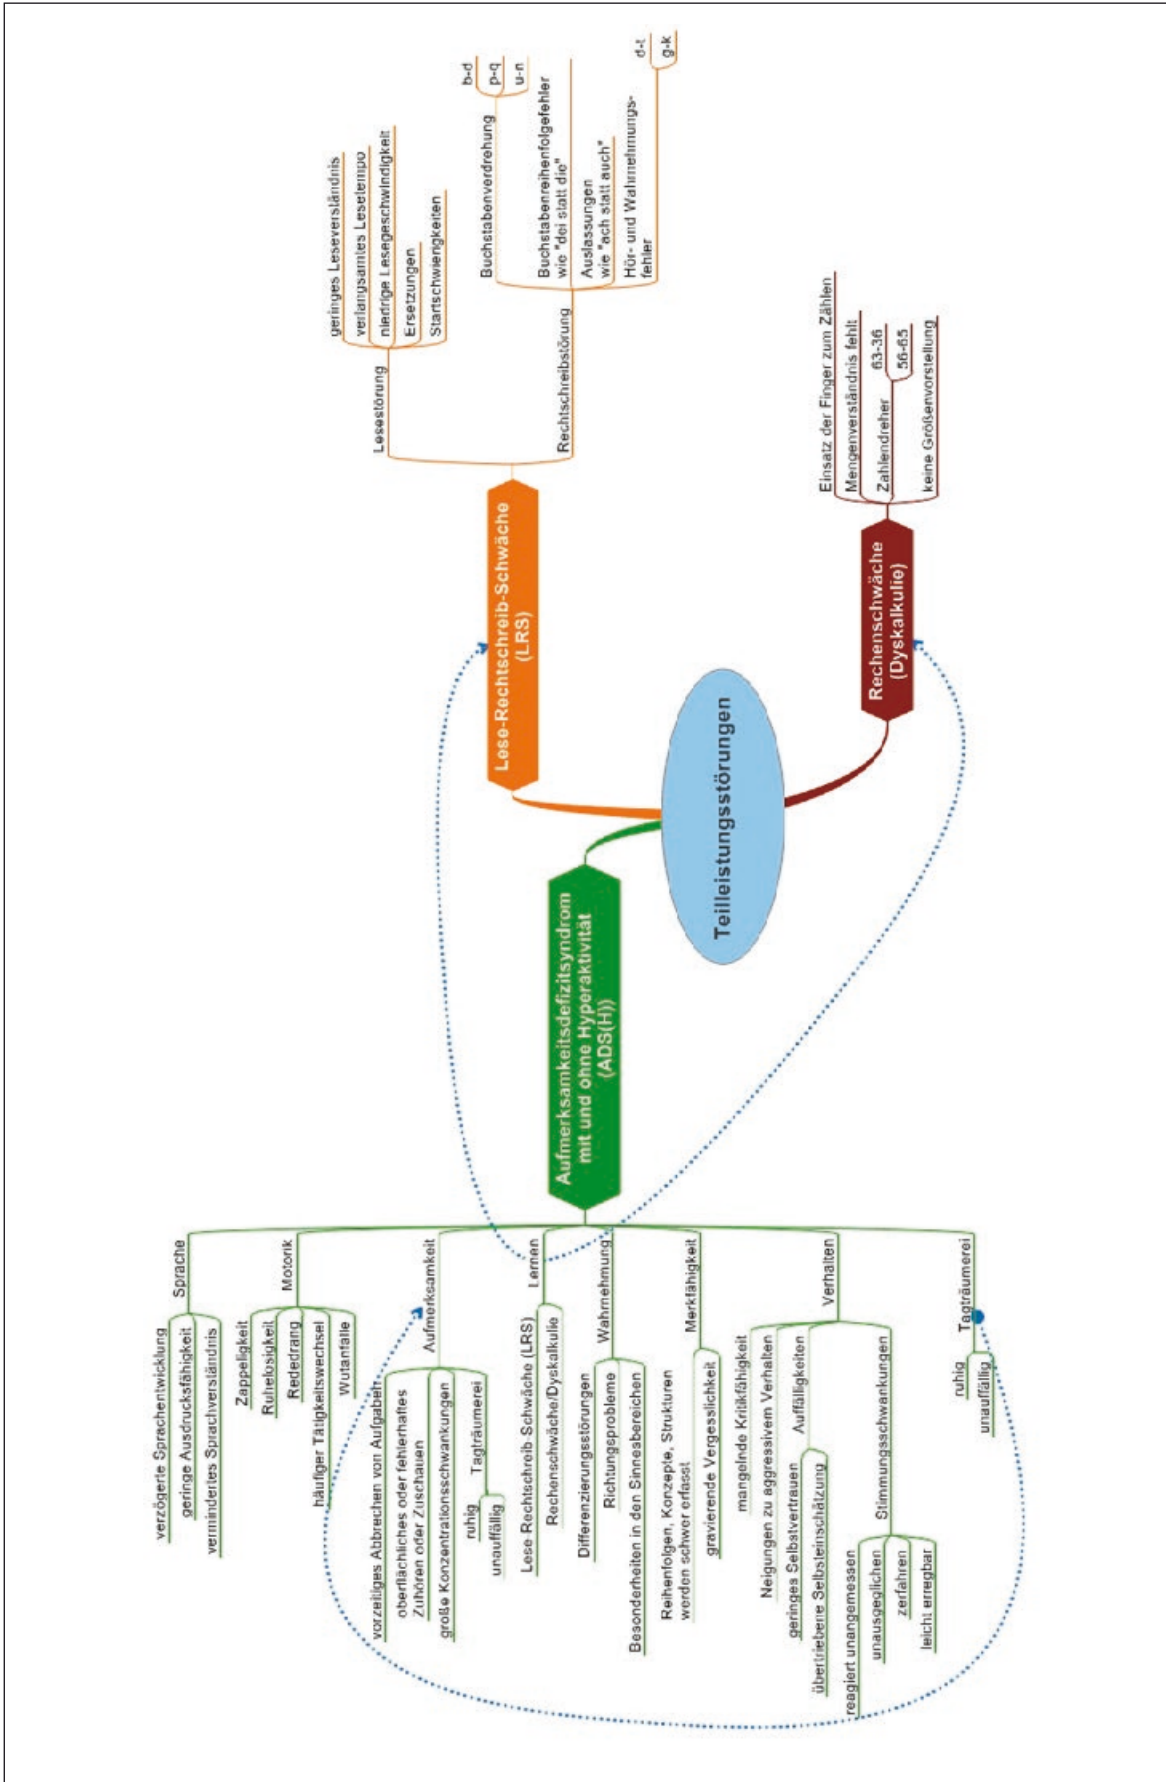 Teilleistungsstörungen
Aufmerksamkeitsdefizitsyndrom
mit und ohne Hyperaktivität
(ADS(H))
Sprache
verzögerte Sprachentwicklung
geringe Ausdrucksfähigkeit
vermindertes Sprachverständnis
Motorik
Zappeligkeit
Ruhelosigkeit
Rededrang
häufiger Tätigkeitswechsel
Wutanfälle
Aufmerksamkeit
vorzeitiges Abbrechen von Aufgaben
oberflächliches oder fehlerhaftes
Zuhören oder Zuschauen
große Konzentrationsschwankungen
Tagträumerei
ruhig
unauffällig
Lernen
Lese-Rechtschreib-Schwäche (LRS)
Rechenschwäche/Dyskalkulie
Wahrnehmung
Differenzierungsstörungen
Richtungsprobleme
Besonderheiten in den Sinnesbereichen
Merkfähigkeit
Reihenfolgen, Konzepte, Strukturen
werden schwer erfasst
gravierende Vergesslichkeit
Verhalten
mangelnde Kritikfähigkeit
Neigungen zu aggressivem Verhalten
Auffälligkeiten
geringes Selbstvertrauen
übertriebene Selbsteinschätzung
Stimmungsschwankungen
reagiert unangemessen
unausgeglichen
zerfahren
leicht erregbar
Tagträumerei
ruhig
unauffällig
Lese-Rechtschreib-Schwäche
(LRS)
Lesestörung
geringes Leseverständnis
verlangsamtes Lesetempo
niedrige Lesegeschwindigkeit
Ersetzungen
Startschwierigkeiten
Rechtschreibstörung
Buchstabenverdrehung
b-d
p-q
u-n
Buchstabenreihenfolgefehler
wie "dei statt die"
Auslassungen
wie "ach statt auch"
Hör- und Wahrnehmungs-
fehler
d-t
g-k
Rechenschwäche
(Dyskalkulie)
Einsatz der Finger zum Zählen
Mengenverständnis fehlt
Zahlendreher
63-36
56-65
keine Größenvorstellung